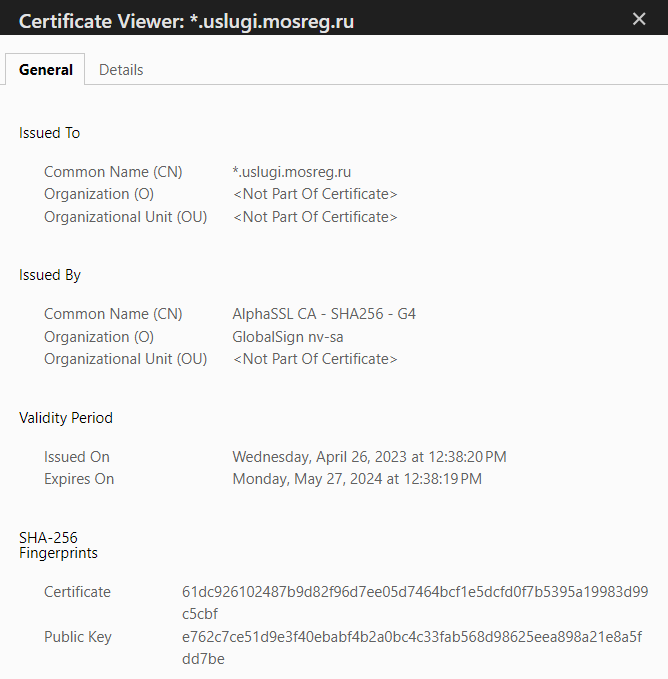 Certificate Viewer: *.uslugi.mosreg.ru
General Details
Issued To
Common Name (CN) *.uslugi.mosreg.ru
Organization (O) <Not Part Of Certificate>
Organizational Unit (OU) <Not Part Of Certificate>
Issued By
Common Name (CN) AlphaSSL CA - SHA256 - G4
Organization (O) GlobalSign nv-sa
Organizational Unit (OU) <Not Part Of Certificate>
Validity Period
Issued On Wednesday, April 26, 2023 at 12:38:20 PM
Expires On Monday, May 27, 2024 at 12:38:19 PM
SHA-256
Fingerprints
Certificate 61dc926102487b9d82f96d7ee05d7464bcf1e5dcfd0f7b5395a19983d99
c5cbf
Public Key e762c7ce51d9e3f40ebabf4b2a0bc4c33fab568d98625eea898a21e8a5f
dd7be